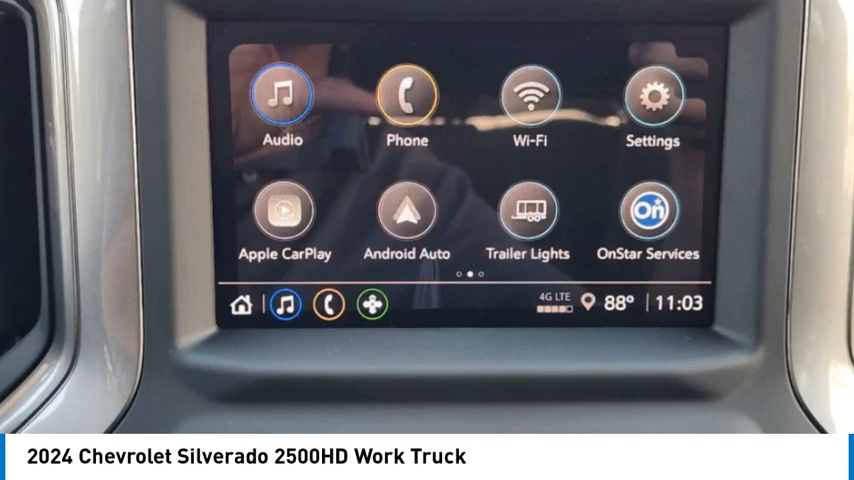 Audio Phone Wi-Fi Settings
On
Apple CarPlay Android Auto Trailer Lights OnStar Services
4G LTE 88° 11:03
2024 Chevrolet Silverado 2500HD Work Truck